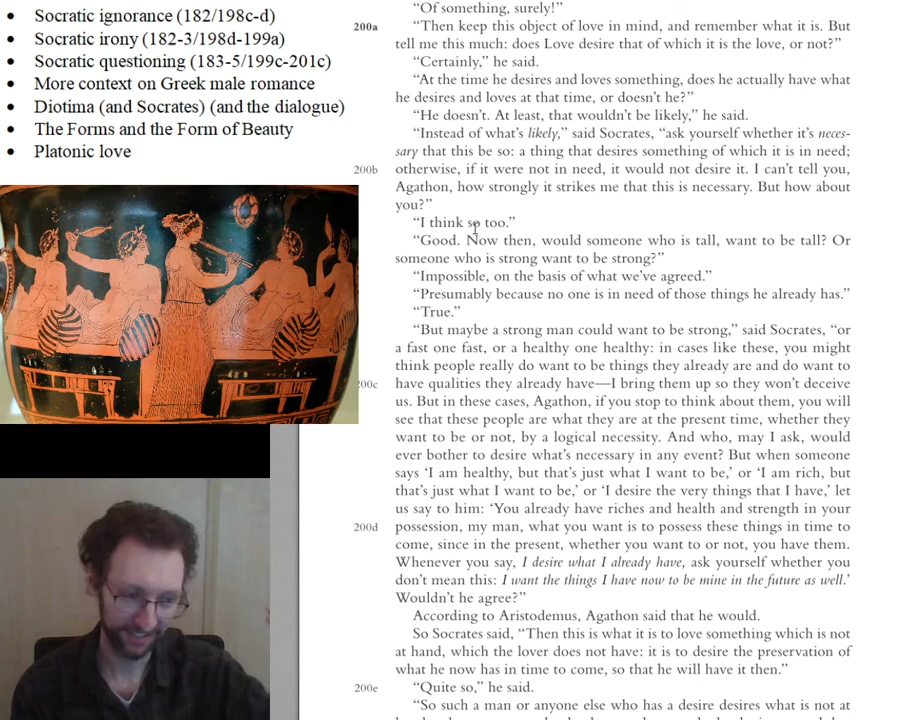 • Socratic ignorance (182/198c-d)
• Socratic irony (182-3/198d-199a)
• Socratic questioning (183-5/199c-201c)
• More context on Greek male romance
• Diotima (and Socrates) (and the dialogue)
• The Forms and the Form of Beauty
• Platonic love
“Of something, surely!”
200a “Then keep this object of love in mind, and remember what it is. But
tell me this much: does Love desire that of which it is the love, or not?”
“Certainly,” he said.
“At the time he desires and loves something, does he actually have what
he desires and loves at that time, or doesn’t he?”
“He doesn’t. At least, that wouldn’t be likely,” he said.
“Instead of what’s likely,” said Socrates, “ask yourself whether it’s neces-
sary that this be so: a thing that desires something of which it is in need;
200b otherwise, if it were not in need, it would not desire it. I can’t tell you,
Agathon, how strongly it strikes me that this is necessary. But how about
you?”
“I think so too.”
“Good. Now then, would someone who is tall, want to be tall? Or
someone who is strong want to be strong?”
“Impossible, on the basis of what we’ve agreed.”
“Presumably because no one is in need of those things he already has.”
“True.”
“But maybe a strong man could want to be strong,” said Socrates, “or
a fast one fast, or a healthy one healthy: in cases like these, you might
think people really do want to be things they already are and do want to
00c have qualities they already have—I bring them up so they won’t deceive
us. But in these cases, Agathon, if you stop to think about them, you will
see that these people are what they are at the present time, whether they
want to be or not, by a logical necessity. And who, may I ask, would
ever bother to desire what’s necessary in any event? But when someone
says ‘I am healthy, but that’s just what I want to be,’ or ‘I am rich, but
that’s just what I want to be,’ or ‘I desire the very things that I have,’ let
us say to him: ‘You already have riches and health and strength in your
200d possession, my man, what you want is to possess these things in time to
come, since in the present, whether you want to or not, you have them.
Whenever you say, I desire what I already have, ask yourself whether you
don’t mean this: I want the things I have now to be mine in the future as well.’
Wouldn’t he agree?”
According to Aristodemus, Agathon said that he would.
So Socrates said, “Then this is what it is to love something which is not
at hand, which the lover does not have: it is to desire the preservation of
what he now has in time to come, so that he will have it then.”
200e “Quite so,” he said.
“So such a man or anyone else who has a desire desires what is not at